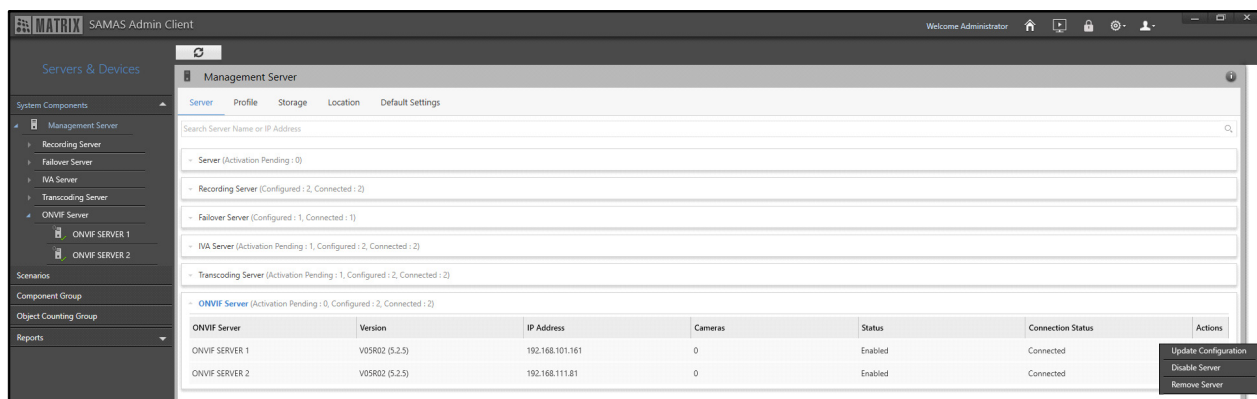 MATRIX SAMAS Admin Client
Welcome Administrator
Servers & Devices
System Components
Management Server
Recording Server
Failover Server
IVA Server
Transcoding Server
ONVIF Server
ONVIF SERVER 1
ONVIF SERVER 2
Scenarios
Component Group
Object Counting Group
Reports
Management Server
Server Profile Storage Location Default Settings
Search Server Name or IP Address
Server (Activation Pending : 0)
Recording Server (Configured : 2, Connected : 2)
Failover Server (Configured : 1, Connected : 1)
IVA Server (Activation Pending : 1, Configured : 2, Connected : 2)
Transcoding Server (Activation Pending : 1, Configured : 2, Connected : 2)
ONVIF Server (Activation Pending : 0, Configured : 2, Connected : 2)
ONVIF Server Version IP Address Cameras Status Connection Status Actions
ONVIF SERVER 1 V05R02 (5.2.5) 192.168.101.161 0 Enabled Connected
ONVIF SERVER 2 V05R02 (5.2.5) 192.168.111.81 0 Enabled Connected
Update Configuration
Disable Server
Remove Server